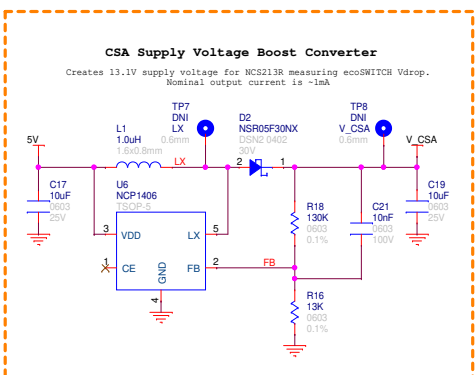 CSA Supply Voltage Boost Converter
Creates 13.1V supply voltage for NCS213R measuring ecoSWITCH Vdrop.
Nominal output current is ~1mA
TP7
DNI
LX
0.6mm
TP8
DNI
V_CSA
0.6mm
5V
L1
1.0uH
1.6x0.8mm
LX
D2
NSR05F30NX
DSN2 0402
30V
2
1
V_CSA
C17
10uF
0603
25V
U6
NCP1406
TSOP-5
3
VDD
LX
5
1
CE
FB
2
GND
4
FB
R18
130K
0603
0.1%
C21
10nF
0603
100V
C19
10uF
0603
25V
R16
13K
0603
0.1%